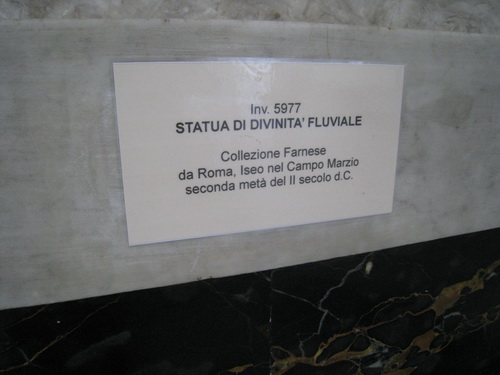 Inv. 5977
STATUA DI DIVINITA' FLUVIALE
Collezione Farnese
da Roma, Iseo nel Campo Marzio
seconda metà del II secolo d.C.